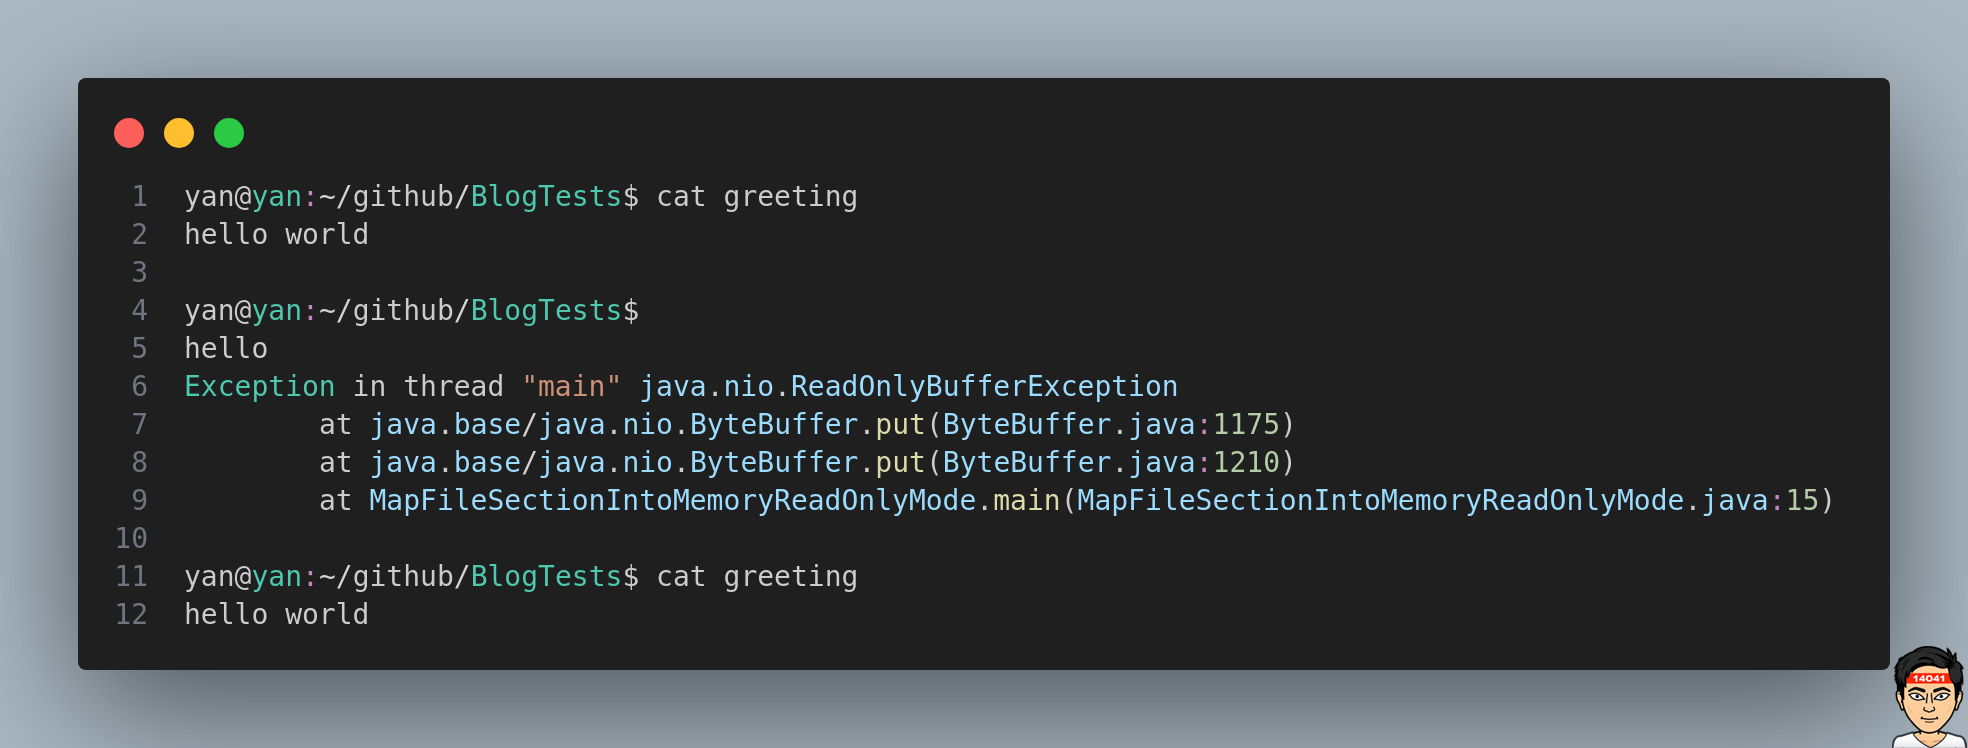 1 yan@yan:~/github/BlogTests$ cat greeting
2 hello world
3
4 yan@yan:~/github/BlogTests$
5 hello
6 Exception in thread "main" java.nio.ReadOnlyBufferException
7         at java.base/java.nio.ByteBuffer.put(ByteBuffer.java:1175)
8         at java.base/java.nio.ByteBuffer.put(ByteBuffer.java:1210)
9         at MapFileSectionIntoMemoryReadOnlyMode.main(MapFileSectionIntoMemoryReadOnlyMode.java:15)
10
11 yan@yan:~/github/BlogTests$ cat greeting
12 hello world
14041